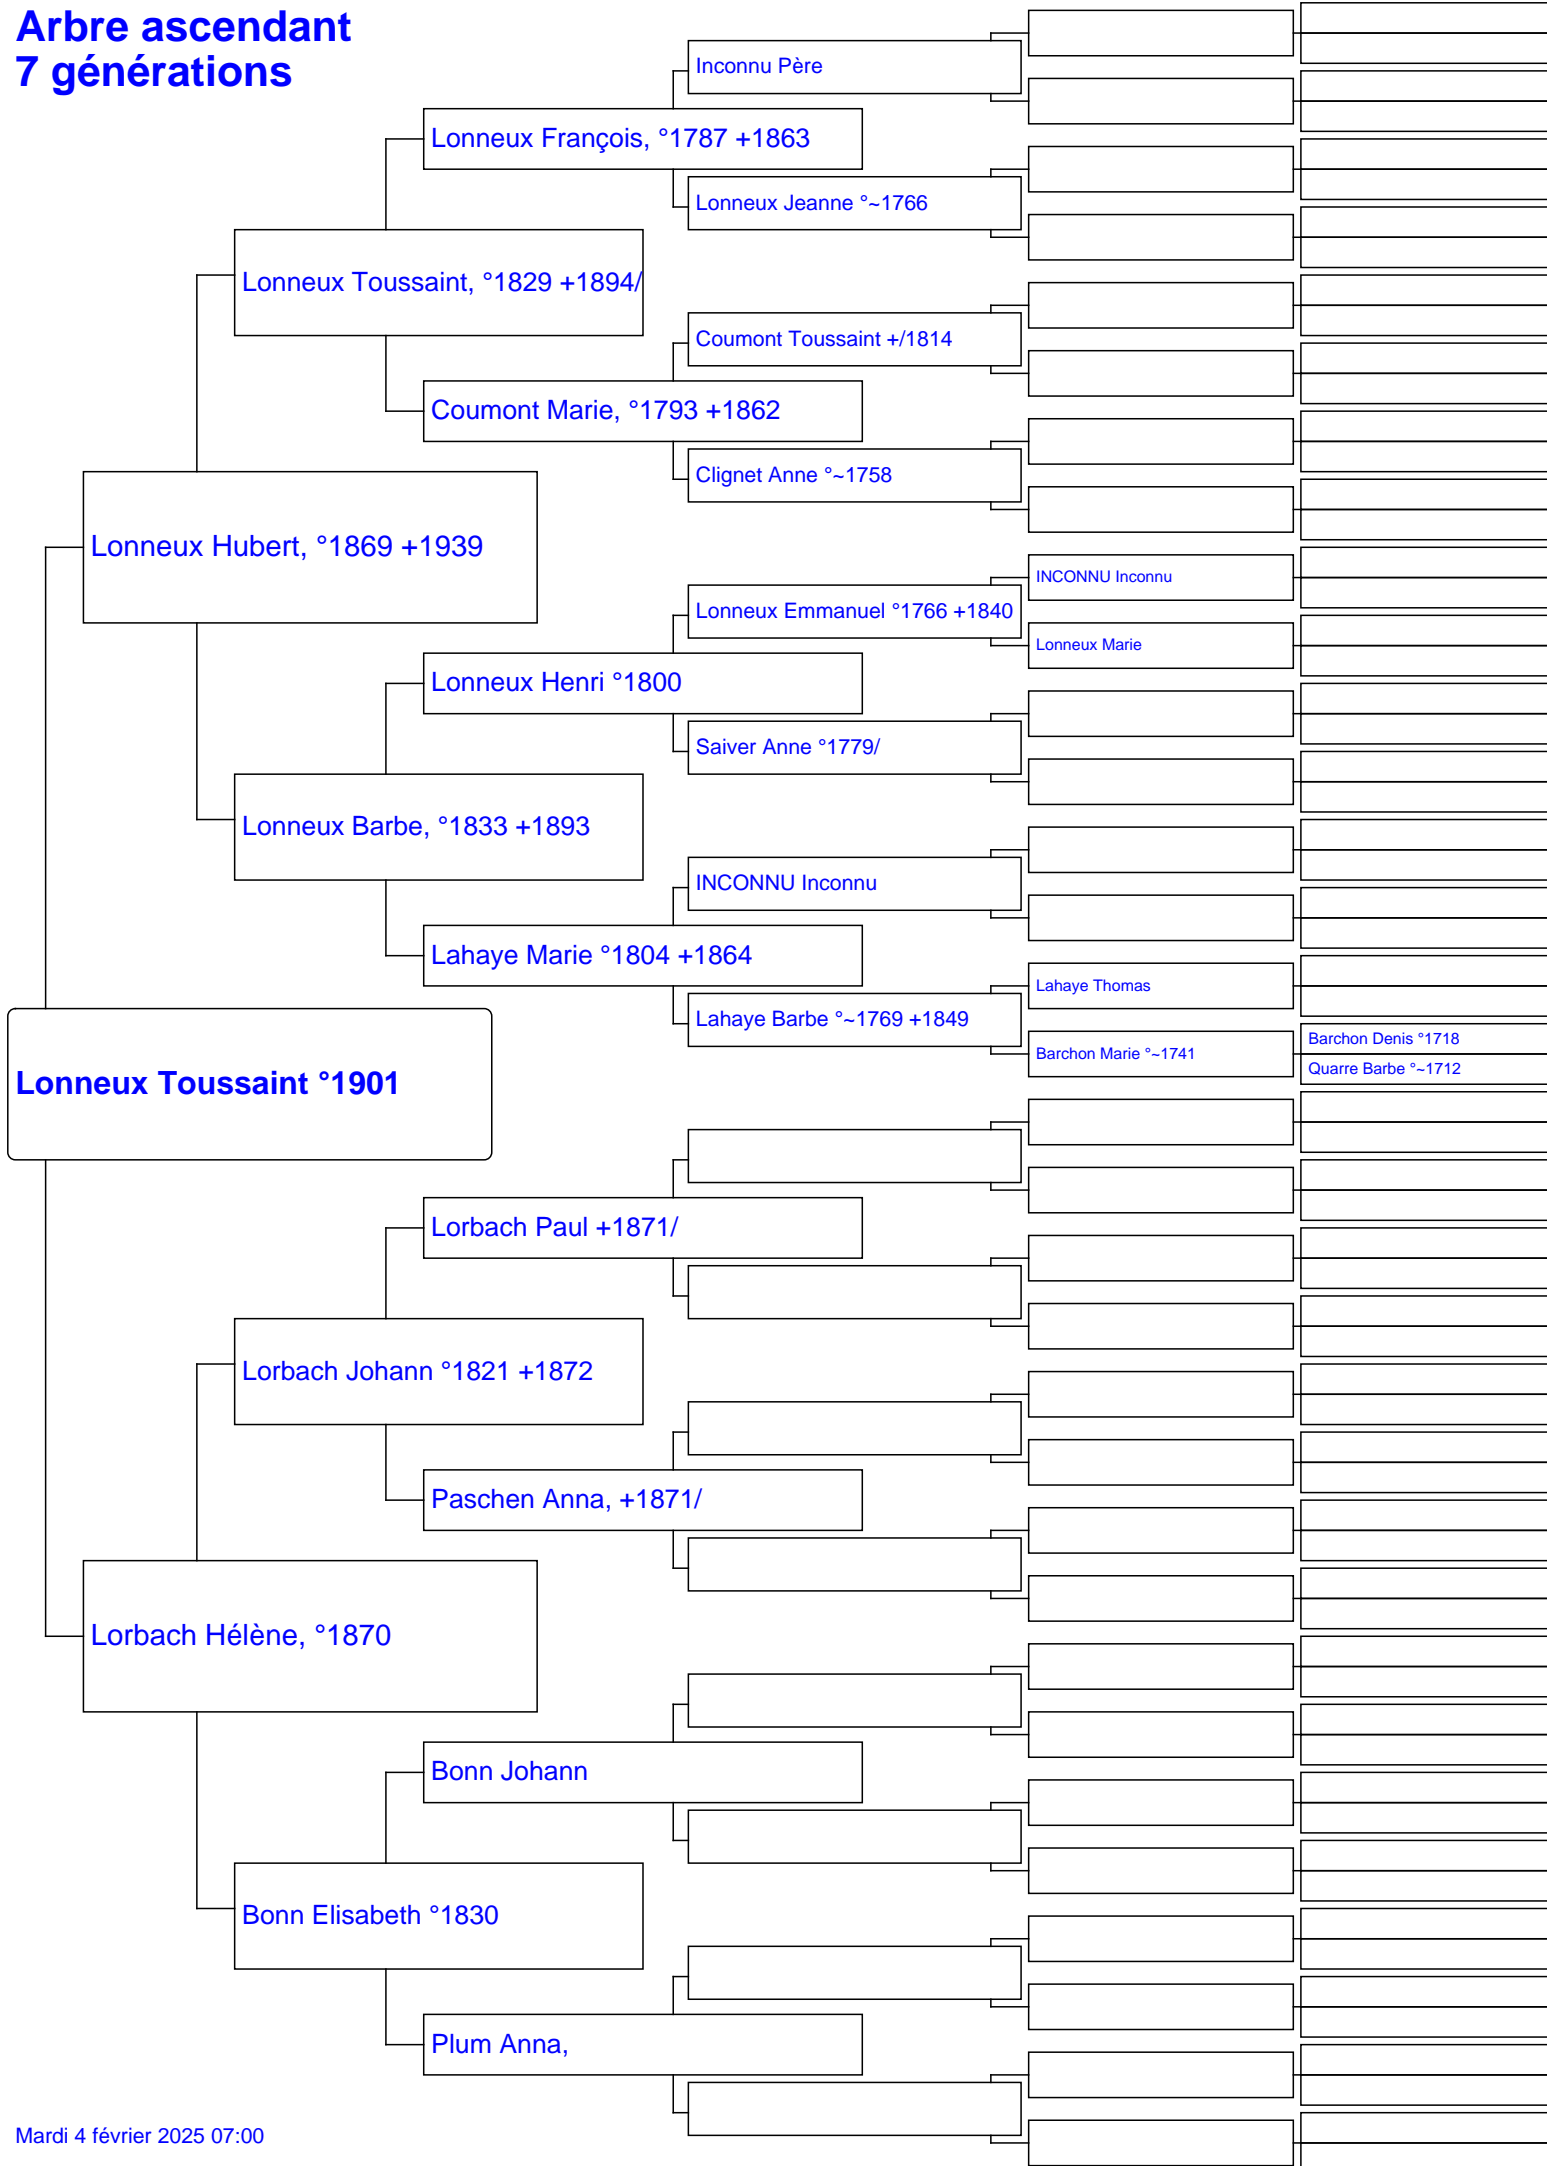 Arbre ascendant
7 générations
Inconnu Père
Lonneux François, °1787 +1863
Lonneux Jeanne °~1766
Lonneux Toussaint, °1829 +1894/
Coumont Toussaint +/1814
Coumont Marie, °1793 +1862
Clignet Anne °~1758
Lonneux Hubert, °1869 +1939
INCONNU Inconnu
Lonneux Emmanuel °1766 +1840
Lonneux Marie
Lonneux Henri °1800
Saiver Anne °1779/
Lonneux Barbe, °1833 +1893
INCONNU Inconnu
Lahaye Marie °1804 +1864
Lahaye Thomas
Lahaye Barbe °~1769 +1849
Barchon Denis °1718
Barchon Marie °~1741
Quarre Barbe °~1712
Lonneux Toussaint °1901
Lorbach Paul +1871/
Lorbach Johann °1821 +1872
Paschen Anna, +1871/
Lorbach Hélène, °1870
Bonn Johann
Bonn Elisabeth °1830
Plum Anna,
Mardi 4 février 2025 07:00